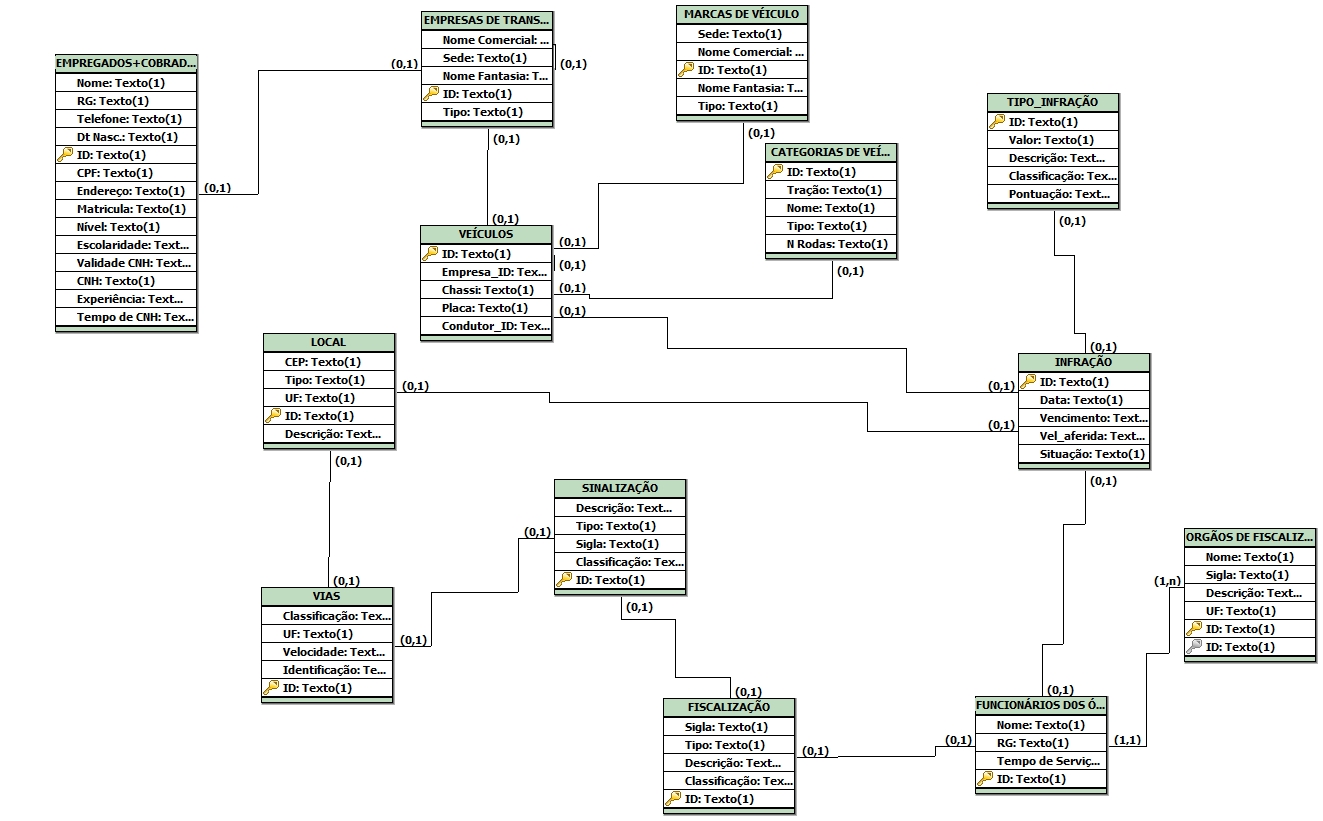 EMPREGADOS+COBRAD...
Nome: Texto(1)
RG: Texto(1)
Telefone: Texto(1)
Dt Nasc.: Texto(1)
ID: Texto(1)
CPF: Texto(1)
Endereço: Texto(1)
Matricula: Texto(1)
Nível: Texto(1)
Escolaridade: Text...
Validade CNH: Text...
CNH: Texto(1)
Experiência: Text...
Tempo de CNH: Tex...
(0,1)
(0,1)
EMPRESAS DE TRANS...
Nome Comercial: ...
Sede: Texto(1)
Nome Fantasia: T...
ID: Texto(1)
Tipo: Texto(1)
(0,1)
(0,1)
MARCAS DE VÉICULO
Sede: Texto(1)
Nome Comercial: ...
ID: Texto(1)
Nome Fantasia: T...
Tipo: Texto(1)
(0,1)
CATEGORIAS DE VEÍ...
ID: Texto(1)
Tração: Texto(1)
Nome: Texto(1)
Tipo: Texto(1)
N Rodas: Texto(1)
(0,1)
TIPO_INFRAÇÃO
ID: Texto(1)
Valor: Texto(1)
Descrição: Text...
Classificação: Tex...
Pontuação: Text...
(0,1)
(0,1)
VEÍCULOS
ID: Texto(1)
Empresa_ID: Tex...
Chassi: Texto(1)
Placa: Texto(1)
Condutor_ID: Tex...
(0,1)
(0,1)
(0,1)
(0,1)
LOCAL
CEP: Texto(1)
Tipo: Texto(1)
UF: Texto(1)
ID: Texto(1)
Descrição: Text...
(0,1)
(0,1)
(0,1)
INFRAÇÃO
ID: Texto(1)
Data: Texto(1)
Vencimento: Text...
Vel_aferida: Text...
Situação: Texto(1)
(0,1)
(0,1)
(0,1)
SINALIZAÇÃO
Descrição: Text...
Tipo: Texto(1)
Sigla: Texto(1)
Classificação: Tex...
ID: Texto(1)
(0,1)
(0,1)
ORGÃOS DE FISCALIZ...
Nome: Texto(1)
Sigla: Texto(1)
Descrição: Text...
UF: Texto(1)
ID: Texto(1)
ID: Texto(1)
(1,n)
(0,1)
VIAS
Classificação: Tex...
UF: Texto(1)
Velocidade: Text...
Identificação: Te...
ID: Texto(1)
(0,1)
(0,1)
FISCALIZAÇÃO
Sigla: Texto(1)
Tipo: Texto(1)
Descrição: Text...
Classificação: Tex...
ID: Texto(1)
(0,1)
(0,1)
(0,1)
FUNCIONÁRIOS D0S Ó...
Nome: Texto(1)
RG: Texto(1)
Tempo de Serviç...
ID: Texto(1)
(1,1)